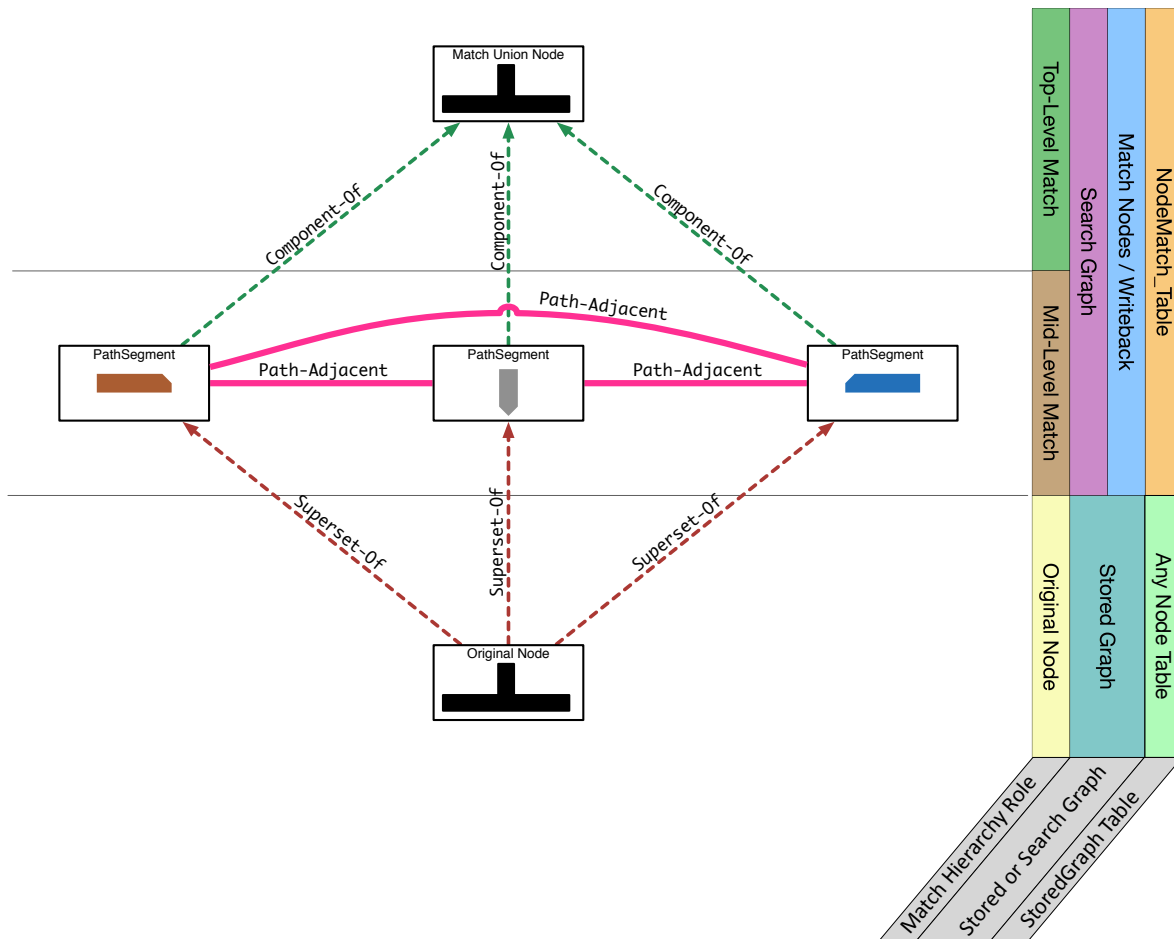 Match Union Node
Component-Of
Component-Of
Component-Of
Path-Adjacent
PathSegment
PathSegment
PathSegment
Path-Adjacent
Path-Adjacent
Superset-Of
Superset-Of
Superset-Of
Original Node
Top-Level Match
Search Graph
Match Nodes / Writeback
NodeMatch_Table
Mid-Level Match
Original Node
Stored Graph
Any Node Table
Match Hierarchy Role
Stored or Search Graph
StoredGraph Table